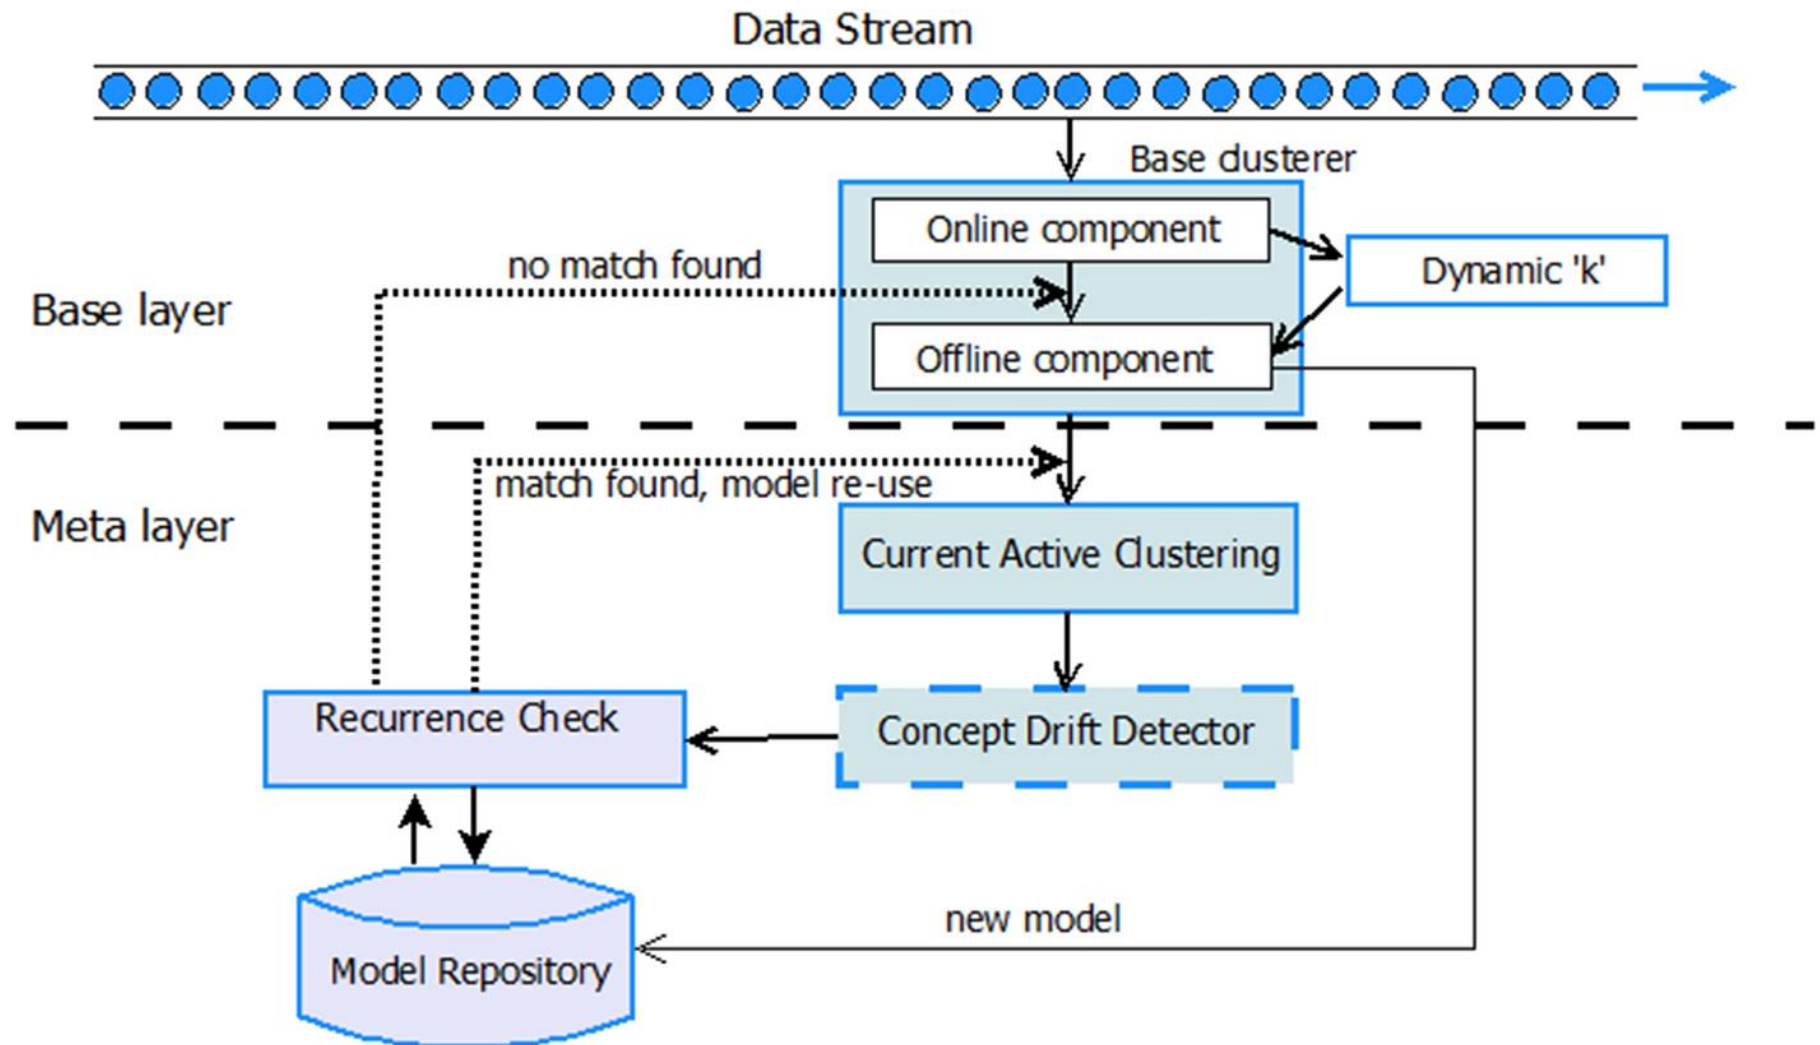 Data Stream
Base clusterer
Online component
no match found
Dynamic 'k'
Base layer
Offline component
match found, model re-use
Meta layer
Current Active Clustering
Recurrence Check
Concept Drift Detector
new model
Model Repository